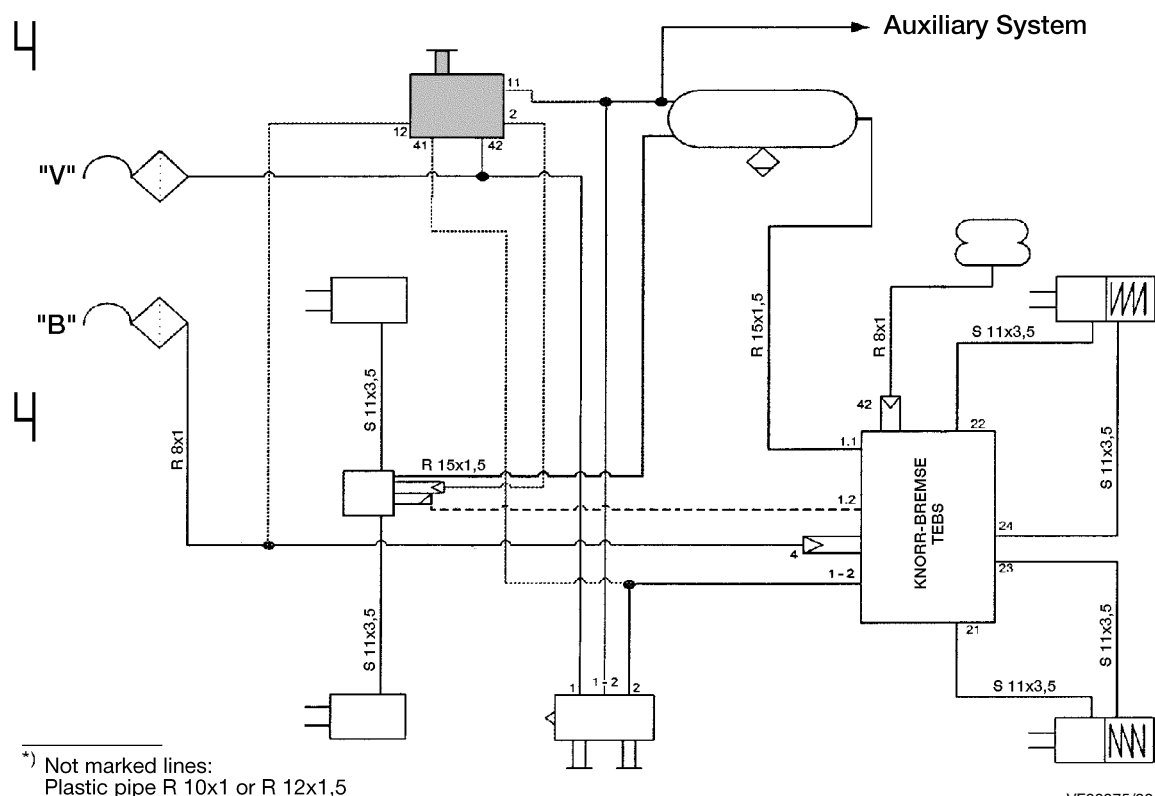 Auxiliary System
11
12
2
41
42
"V"
"B"
R 15x1,5
R 8x1
S 11x3,5
S 11x3,5
42
22
1.1
R 8x1
S 11x3,5
R 15x1,5
S 11x3,5
1.2
KNORR-BREMSE
TEBS
24
4
23
1-2
21
S 11x3,5
S 11x3,5
1
1-2
2
S 11x3,5
*) Not marked lines:
Plastic pipe R 10x1 or R 12x1,5